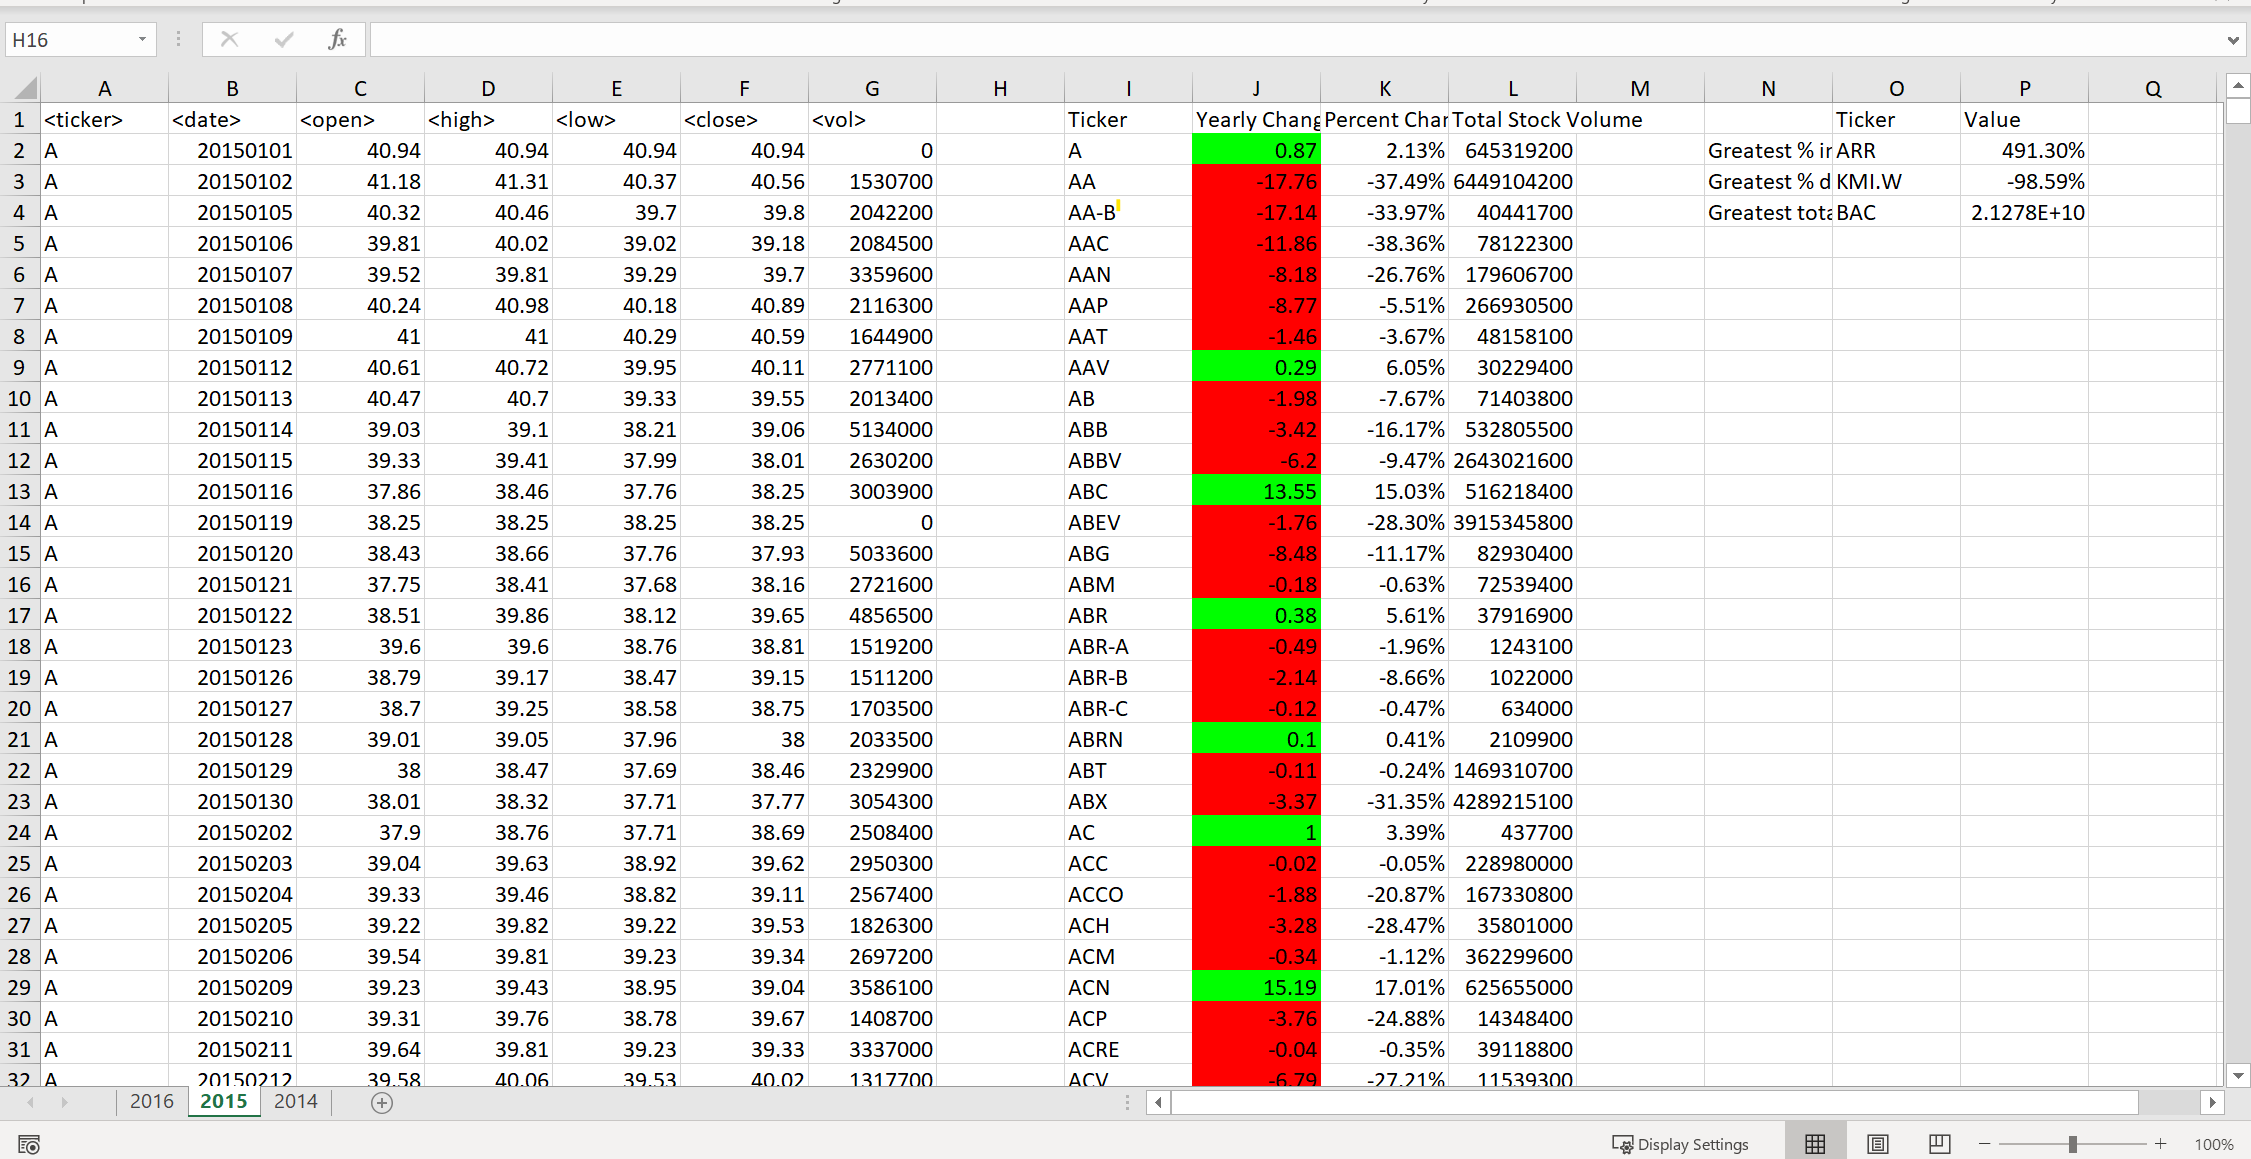 H16
fx
A B C D E F G H I J K L M N O P Q
1 <ticker> <date> <open> <high> <low> <close> <vol> Ticker Yearly Chang Percent Char Total Stock Volume Ticker Value
2 A 20150101 40.94 40.94 40.94 40.94 0 A 0.87 2.13% 645319200 Greatest % ir ARR 491.30%
3 A 20150102 41.18 41.31 40.37 40.56 1530700 AA -17.76 -37.49% 6449104200 Greatest % d KMI.W -98.59%
4 A 20150105 40.32 40.46 39.7 39.8 2042200 AA-B -17.14 -33.97% 40441700 Greatest tota BAC 2.1278E+10
5 A 20150106 39.81 40.02 39.02 39.18 2084500 AAC -11.86 -38.36% 78122300
6 A 20150107 39.52 39.81 39.29 39.7 3359600 AAN -8.18 -26.76% 179606700
7 A 20150108 40.24 40.98 40.18 40.89 2116300 AAP -8.77 -5.51% 266930500
8 A 20150109 41 41 40.29 40.59 1644900 AAT -1.46 -3.67% 48158100
9 A 20150112 40.61 40.72 39.95 40.11 2771100 AAV 0.29 6.05% 30229400
10 A 20150113 40.47 40.7 39.33 39.55 2013400 AB -1.98 -7.67% 71403800
11 A 20150114 39.03 39.1 38.21 39.06 5134000 ABB -3.42 -16.17% 532805500
12 A 20150115 39.33 39.41 37.99 38.01 2630200 ABBV -6.2 -9.47% 2643021600
13 A 20150116 37.86 38.46 37.76 38.25 3003900 ABC 13.55 15.03% 516218400
14 A 20150119 38.25 38.25 38.25 38.25 0 ABEV -1.76 -28.30% 3915345800
15 A 20150120 38.43 38.66 37.76 37.93 5033600 ABG -8.48 -11.17% 82930400
16 A 20150121 37.75 38.41 37.68 38.16 2721600 ABM -0.18 -0.63% 72539400
17 A 20150122 38.51 39.86 38.12 39.65 4856500 ABR 0.38 5.61% 37916900
18 A 20150123 39.6 39.6 38.76 38.81 1519200 ABR-A -0.49 -1.96% 1243100
19 A 20150126 38.79 39.17 38.47 39.15 1511200 ABR-B -2.14 -8.66% 1022000
20 A 20150127 38.7 39.25 38.58 38.75 1703500 ABR-C -0.12 -0.47% 634000
21 A 20150128 39.01 39.05 37.96 38 2033500 ABRN 0.1 0.41% 2109900
22 A 20150129 38 38.47 37.69 38.46 2329900 ABT -0.11 -0.24% 1469310700
23 A 20150130 38.01 38.32 37.71 37.77 3054300 ABX -3.37 -31.35% 4289215100
24 A 20150202 37.9 38.76 37.71 38.69 2508400 AC 1 3.39% 437700
25 A 20150203 39.04 39.63 38.92 39.62 2950300 ACC -0.02 -0.05% 228980000
26 A 20150204 39.33 39.46 38.82 39.11 2567400 ACCO -1.88 -20.87% 167330800
27 A 20150205 39.22 39.82 39.22 39.53 1826300 ACH -3.28 -28.47% 35801000
28 A 20150206 39.54 39.81 39.23 39.34 2697200 ACM -0.34 -1.12% 362299600
29 A 20150209 39.23 39.43 38.95 39.04 3586100 ACN 15.19 17.01% 625655000
30 A 20150210 39.31 39.76 38.78 39.67 1408700 ACP -3.76 -24.88% 14348400
31 A 20150211 39.64 39.81 39.23 39.33 3337000 ACRE -0.04 -0.35% 39118800
32 A 20150212 39.58 40.06 39.53 40.02 1317700 ACV -6.79 -27.21% 11539300
2016 2015 2014
Display Settings 100%